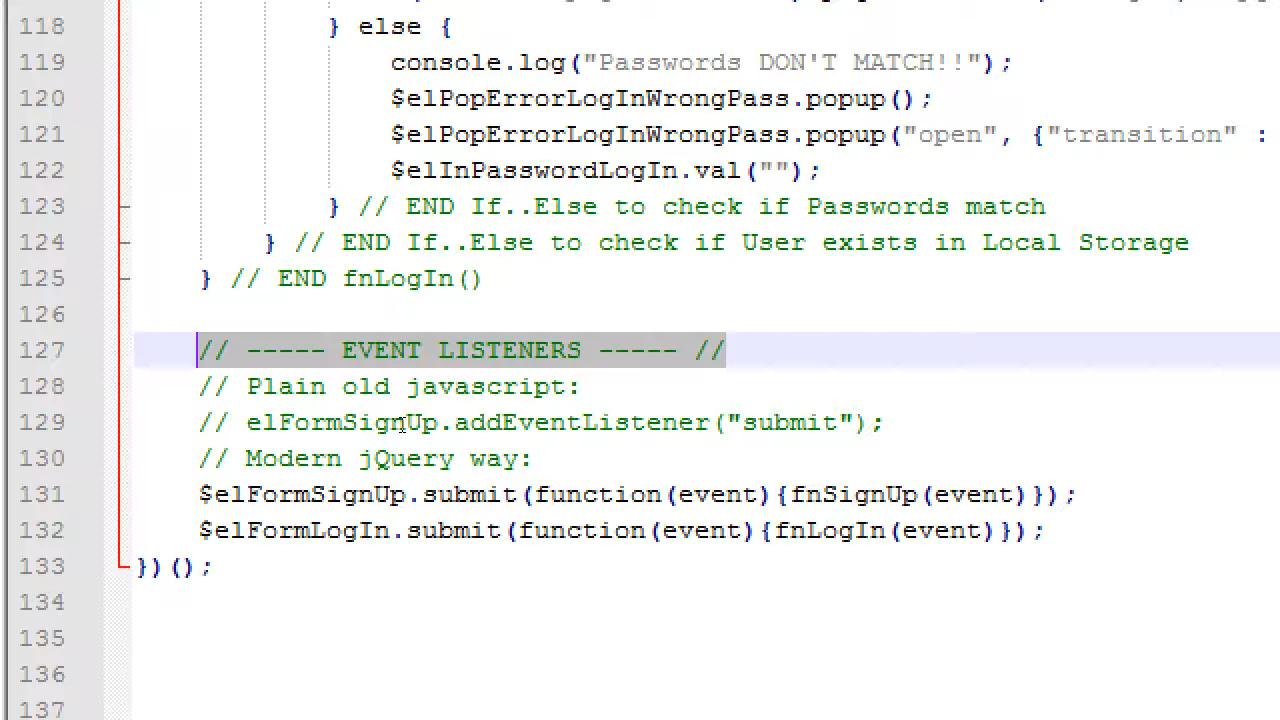 118 } else {
119 console.log("Passwords DON'T MATCH!!");
120 $elPopErrorLogInWrongPass.popup();
121 $elPopErrorLogInWrongPass.popup("open", {"transition" :
122 $elInPasswordLogIn.val("");
123 } // END If..Else to check if Passwords match
124 } // END If..Else to check if User exists in Local Storage
125 } // END fnLogIn()
126
127 // ----- EVENT LISTENERS ----- //
128 // Plain old javascript:
129 // elFormSignUp.addEventListener("submit");
130 // Modern jQuery way:
131 $elFormSignUp.submit(function(event){fnSignUp(event)});
132 $elFormLogIn.submit(function(event){fnLogIn(event)});
133 })();
134
135
136
137